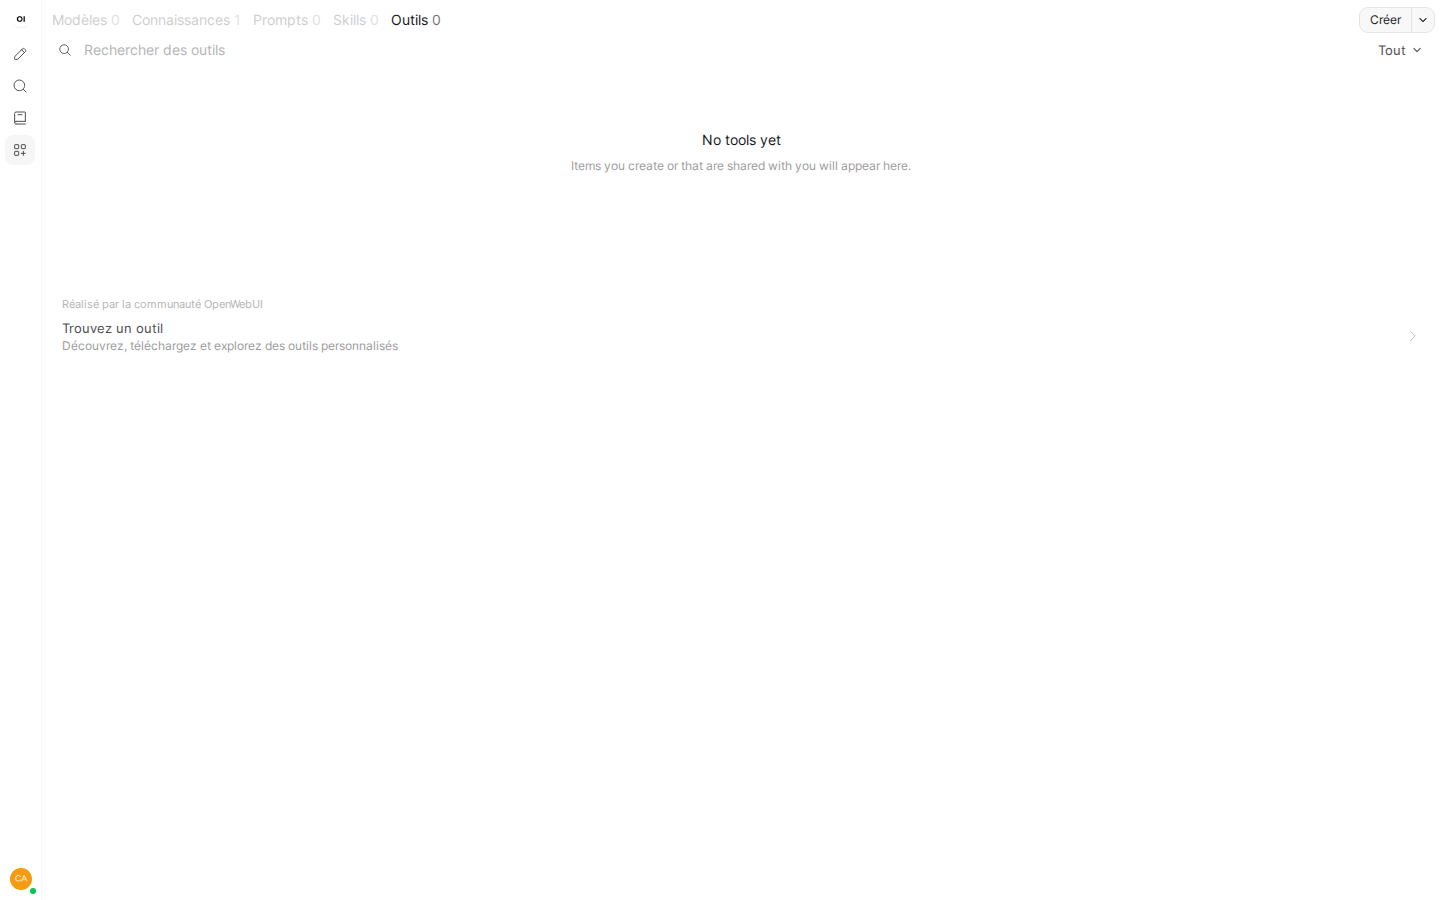 OI
Modèles 0 Connaissances 1 Prompts 0 Skills 0 Outils 0
Créer
Rechercher des outils
Tout
No tools yet
Items you create or that are shared with you will appear here.
Réalisé par la communauté OpenWebUI
Trouvez un outil
Découvrez, téléchargez et explorez des outils personnalisés
CA